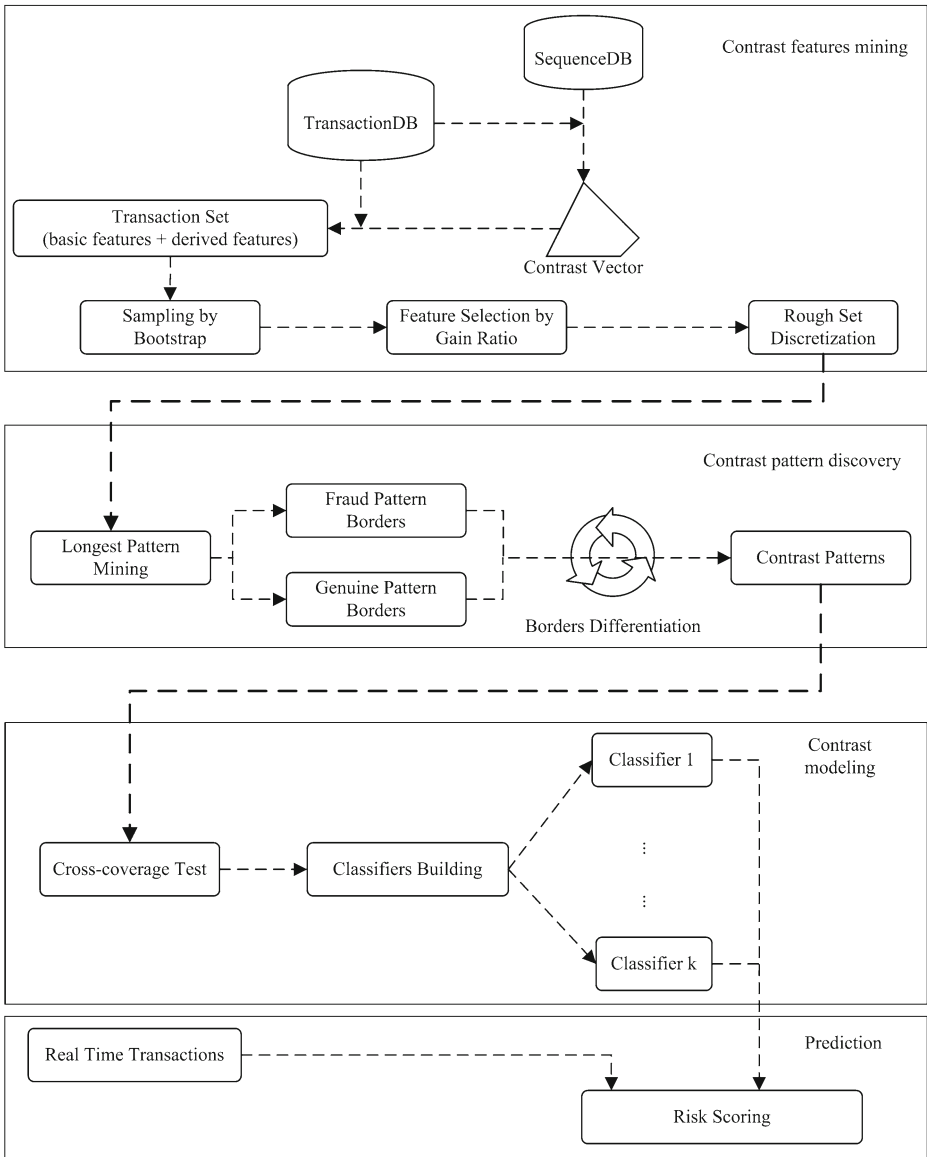 Contrast features mining
SequenceDB
TransactionDB
Transaction Set
(basic features + derived features)
Contrast Vector
Sampling by
Bootstrap
Feature Selection by
Gain Ratio
Rough Set
Discretization
Contrast pattern discovery
Fraud Pattern
Borders
Longest Pattern
Mining
Genuine Pattern
Borders
Borders Differentiation
Contrast Patterns
Contrast
modeling
Classifier 1
Cross-coverage Test
Classifiers Building
...
...
Classifier k
Prediction
Real Time Transactions
Risk Scoring